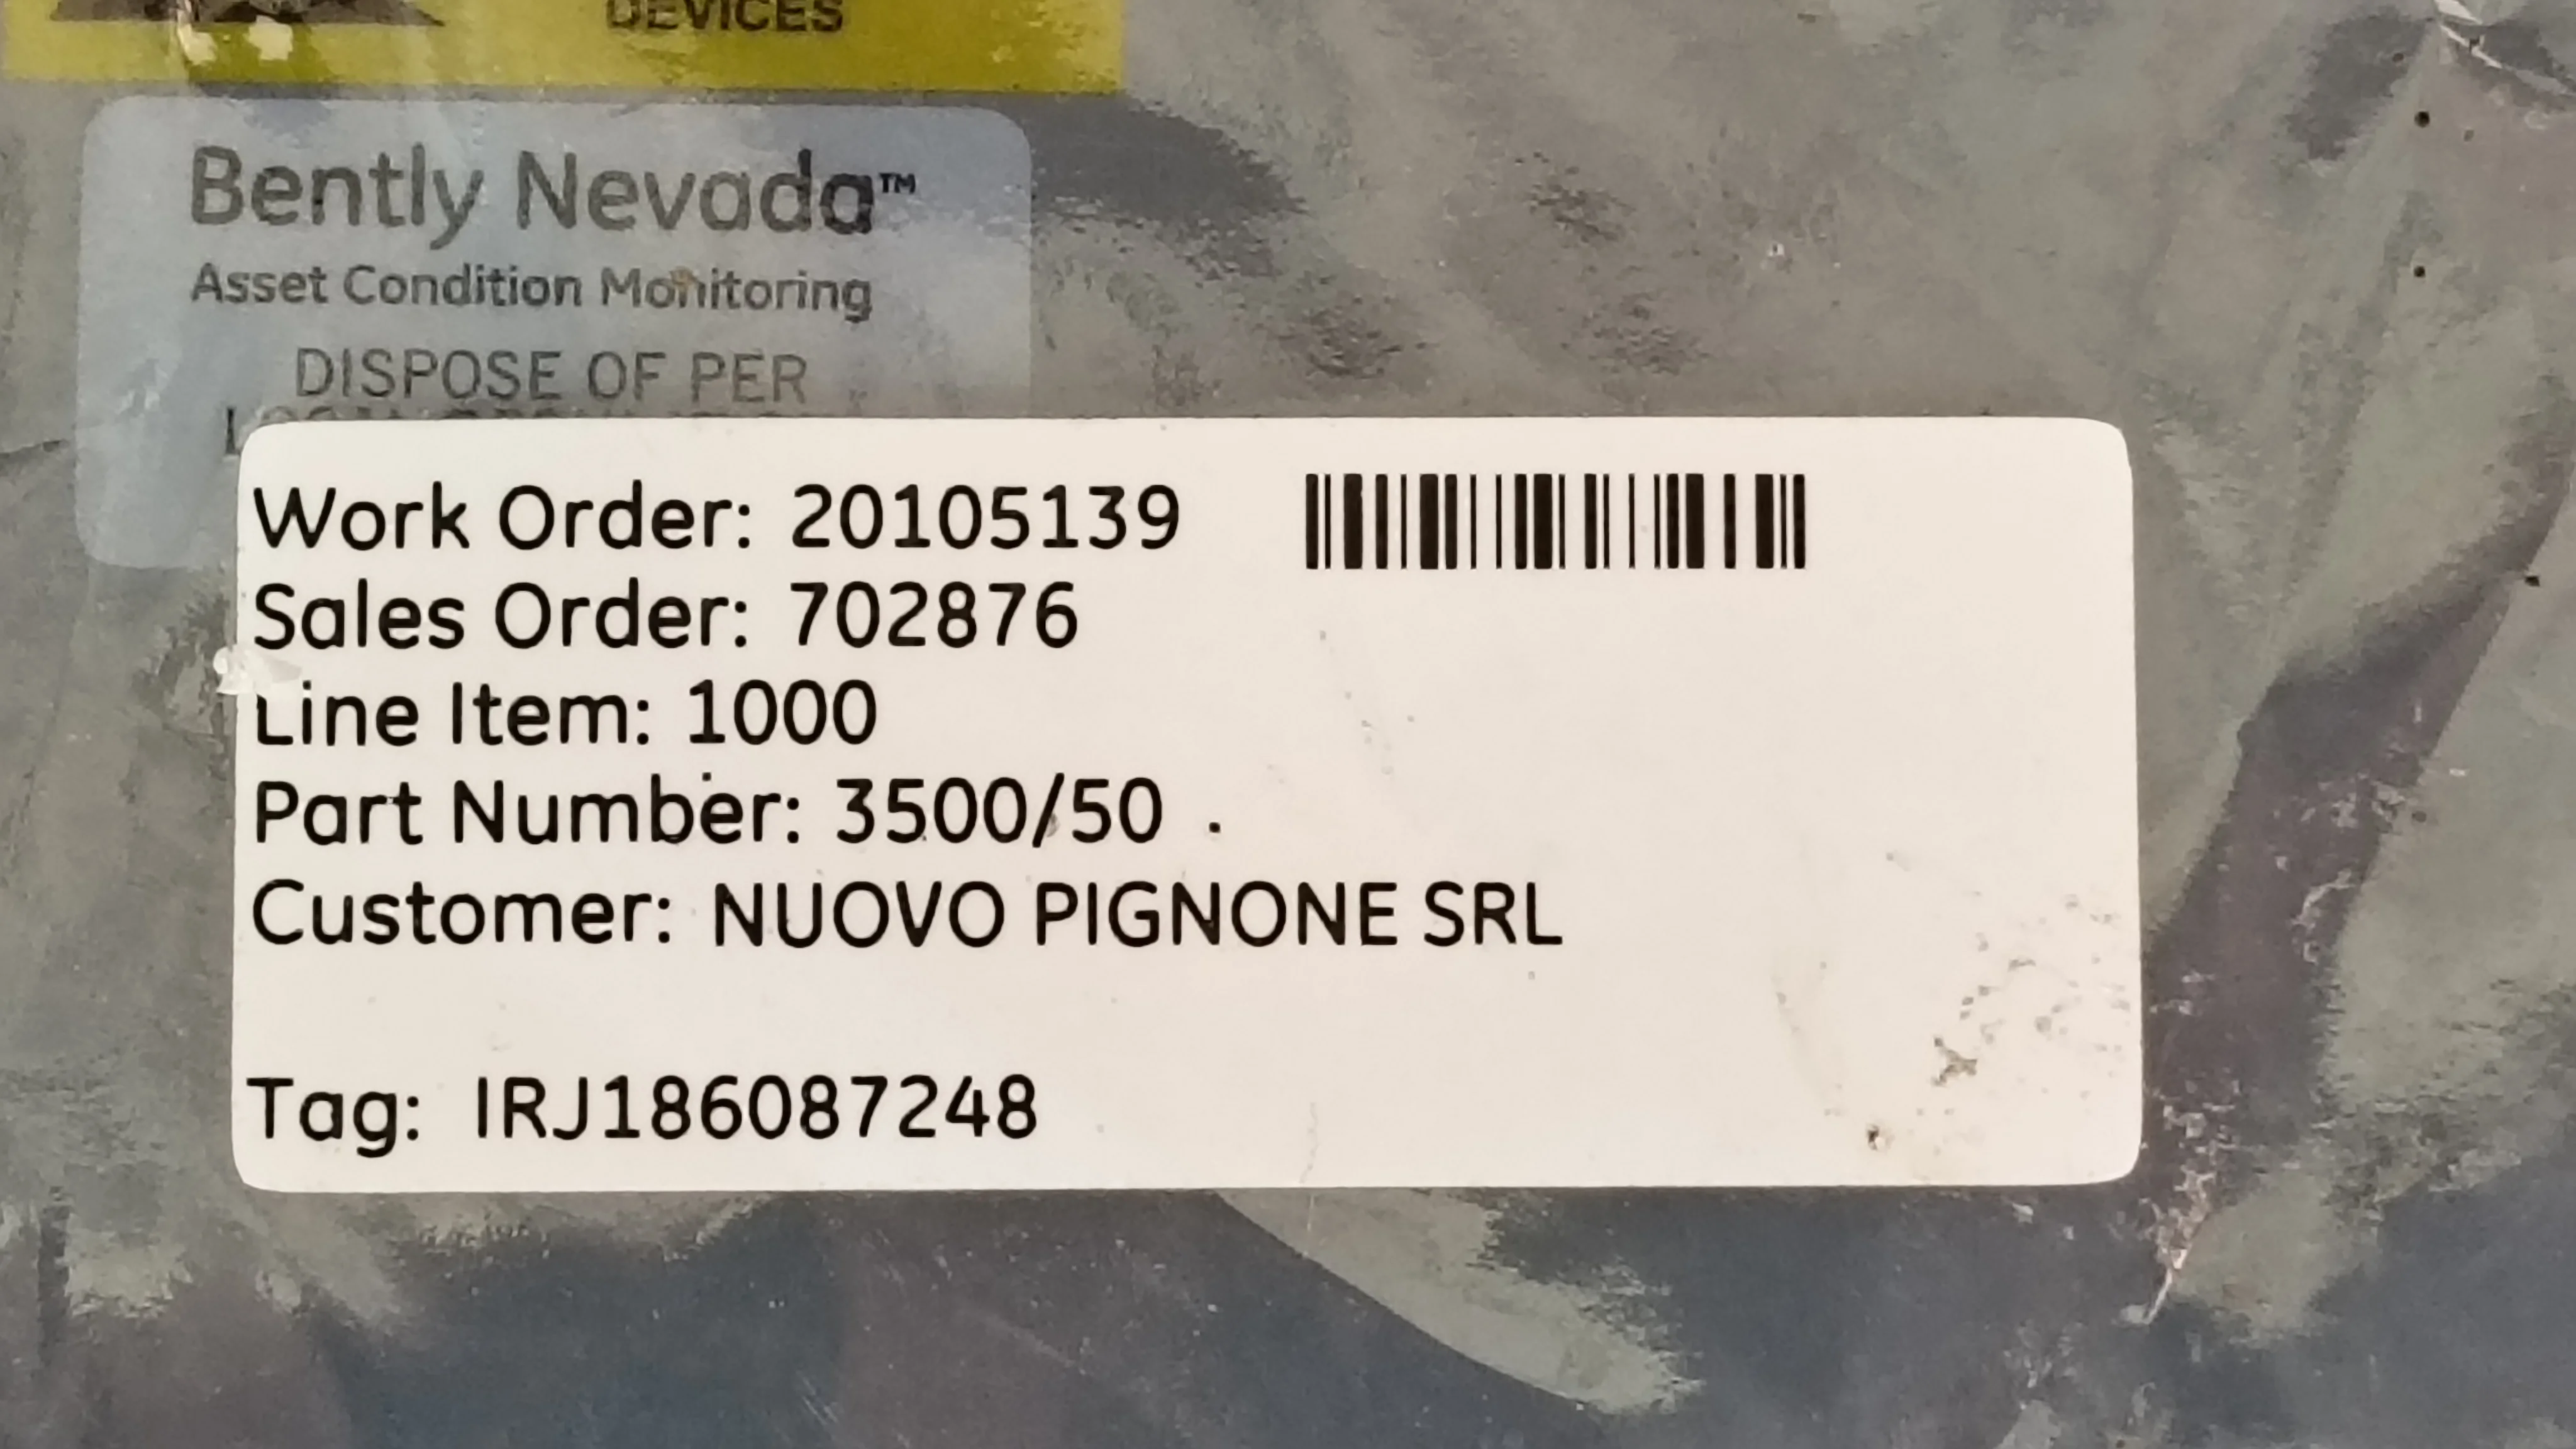 DEVICES
Bently Nevada™
Asset Condition Monitoring
DISPOSE OF PER
Work Order: 20105139
Sales Order: 702876
Line Item: 1000
Part Number: 3500/50
Customer: NUOVO PIGNONE SRL
Tag: IRJ186087248